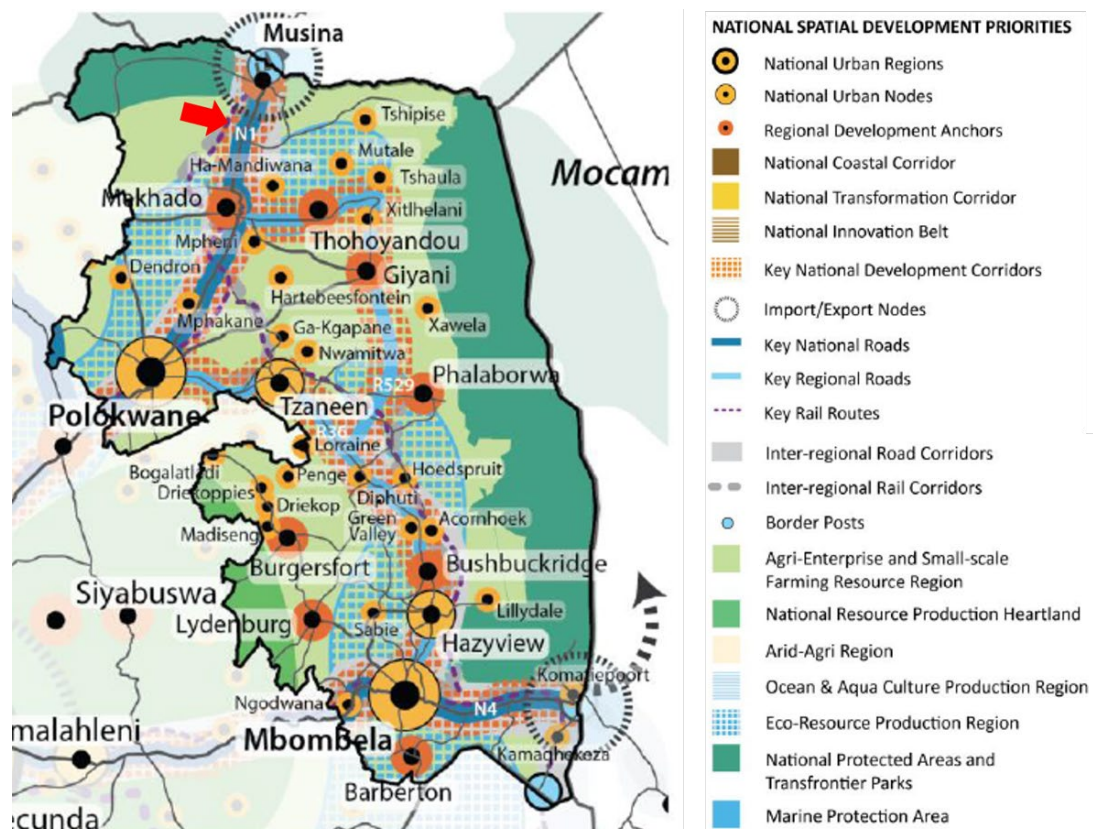 Musina
Tshipise
N1
Ha-Mandiwana
Mutale
Mocam
Tshaula
Makhado
Xitlhelani
Mpheni
Thohoyandou
Dendron
Giyani
Hartebeesfontein
Mphakane
Xawela
Ga-Kgapane
Nwamitwa
Phalaborwa
R529
Polokwane
Tzaneen
R36
Lorraine
Bogalatladi
Penge
Hoedspruit
Driekoppies
Driekop
Diphuti
Green
Valley
Acornhoek
Madiseng
Burgersfort
Bushbuckridge
Siyabuswa
Lydenburg
Lillydale
Sabie
Hazyview
Komatiepoort
Ngodwana
N4
malahleni
Mbombela
Kamaqhekeza
Barberton
ecunda
NATIONAL SPATIAL DEVELOPMENT PRIORITIES
National Urban Regions
National Urban Nodes
Regional Development Anchors
National Coastal Corridor
National Transformation Corridor
National Innovation Belt
Key National Development Corridors
Import/Export Nodes
Key National Roads
Key Regional Roads
Key Rail Routes
Inter-regional Road Corridors
Inter-regional Rail Corridors
Border Posts
Agri-Enterprise and Small-scale
Farming Resource Region
National Resource Production Heartland
Arid-Agri Region
Ocean & Aqua Culture Production Region
Eco-Resource Production Region
National Protected Areas and
Transfrontier Parks
Marine Protection Area